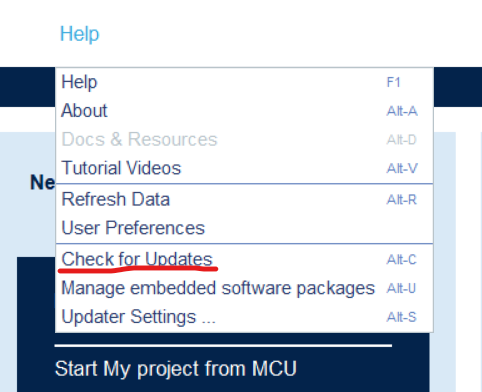 Help
Help F1
About Alt-A
Docs & Resources Alt-D
Tutorial Videos Alt-V
Ne
Refresh Data Alt-R
User Preferences
Check for Updates Alt-C
Manage embedded software packages Alt-U
Updater Settings ... Alt-S
Start My project from MCU